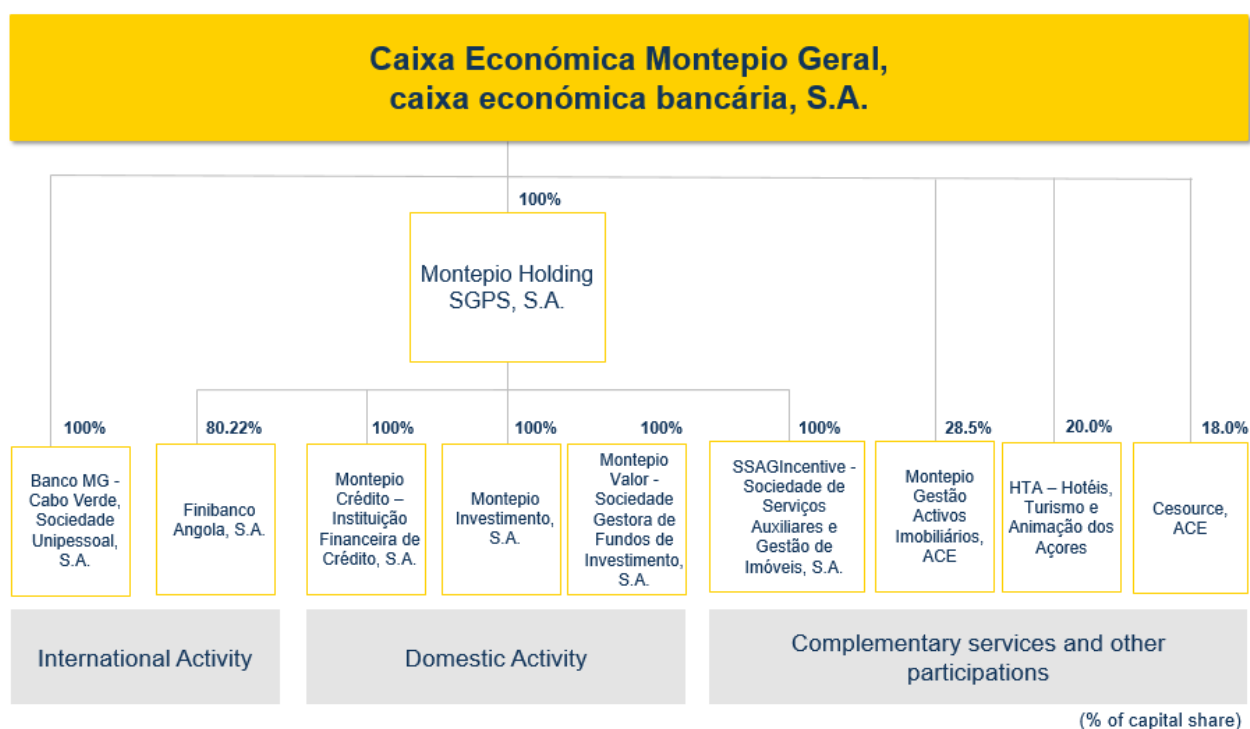 Caixa Económica Montepio Geral,
caixa económica bancária, S.A.
100%
Montepio Holding
SGPS, S.A.
100%
Banco MG -
Cabo Verde,
Sociedade
Unipessoal,
S.A.
80.22%
Finibanco
Angola, S.A.
100%
Montepio
Crédito –
Instituição
Financeira de
Crédito, S.A.
100%
Montepio
Investimento,
S.A.
100%
Montepio
Valor -
Sociedade
Gestora de
Fundos de
Investimento,
S.A.
100%
SSAGIncentive -
Sociedade de
Serviços
Auxiliares e
Gestão de
Imóveis, S.A.
28.5%
Montepio
Gestão
Activos
Imobiliários,
ACE
20.0%
HTA – Hotéis,
Turismo e
Animação dos
Açores
18.0%
Cesource,
ACE
International Activity
Domestic Activity
Complementary services and other
participations
(% of capital share)